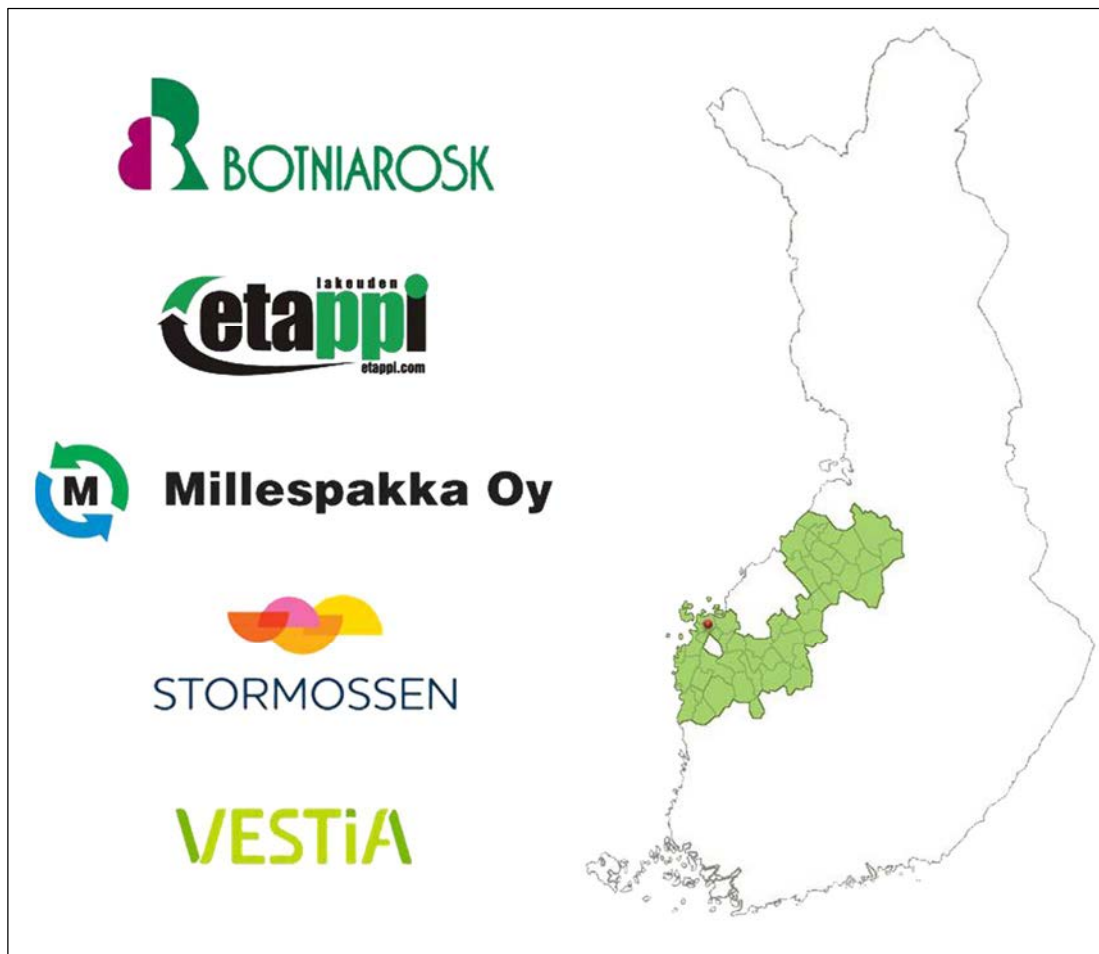 BOTNIAROSK
lakeuden
etappi
etappi.com
M Millespakka Oy
STORMOSSEN
VESTiA